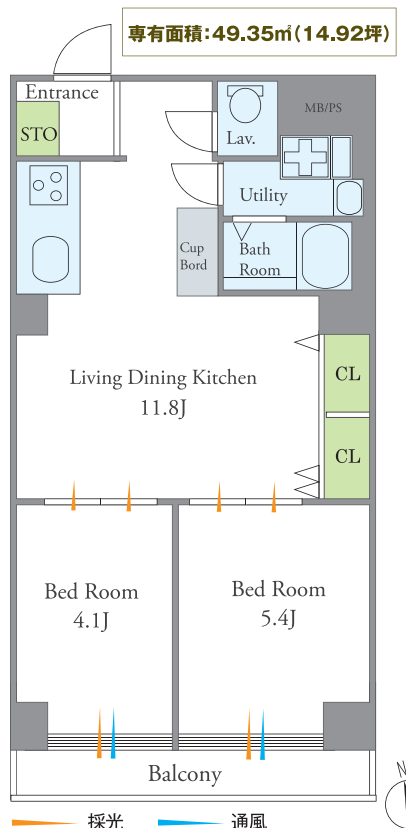 専有面積:49.35㎡(14.92坪)
Entrance
STO
Lav.
MB/PS
Utility
Cup
Bord
Bath
Room
Living Dining Kitchen
11.8J
CL
CL
Bed Room
4.1J
Bed Room
5.4J
Balcony
N
採光
通風